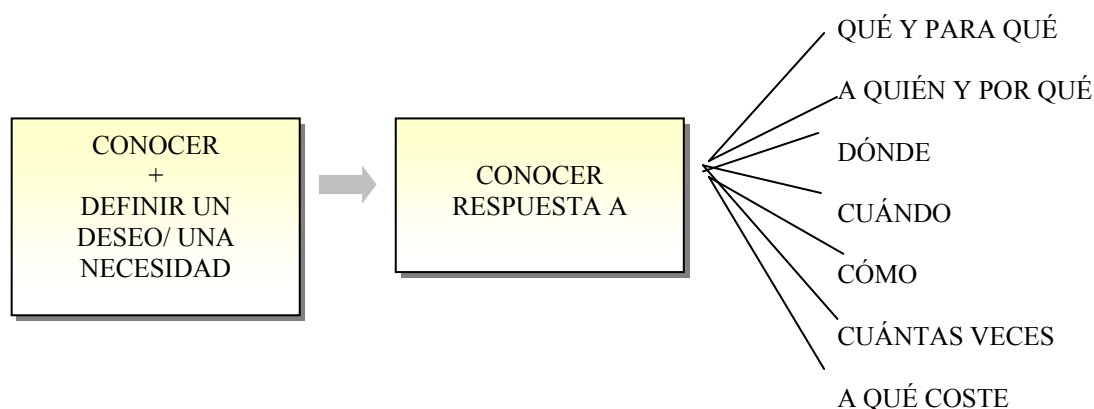 CONOCER
+
DEFINIR UN
DESEO/ UNA
NECESIDAD
CONOCER
RESPUESTA A
QUÉ Y PARA QUÉ
A QUIÉN Y POR QUÉ
DÓNDE
CUÁNDO
CÓMO
CUÁNTAS VECES
A QUÉ COSTE